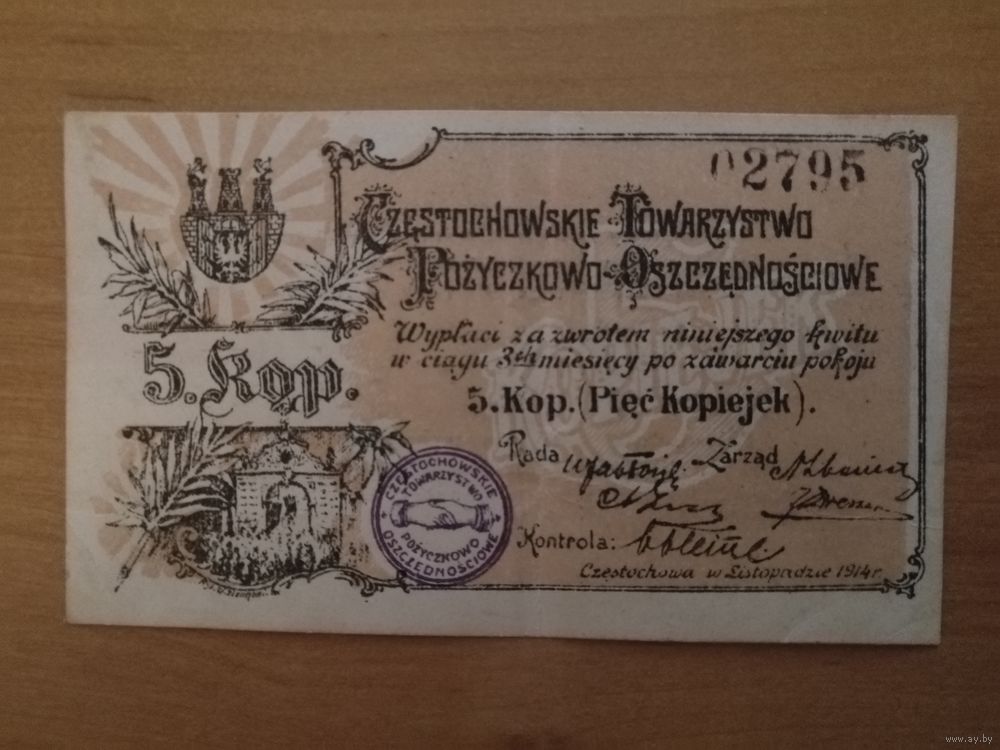 02795
Częstochowskie Towarzystwo
Pożyczkowo-Oszczędnościowe
Wypłaci za zwrotem niniejszego kwitu
w ciągu 3ch miesięcy po zawarciu pokoju
5. Kop.
5. Kop. (Pięć Kopiejek).
Rada Zarząd
CZĘSTOCHOWSKIE
TOWARZYSTWO
POŻYCZKOWO
OSZCZĘDNOŚCIOWE
Kontrola:
Częstochowa w Listopadzie 1914 r.
www.ay.by